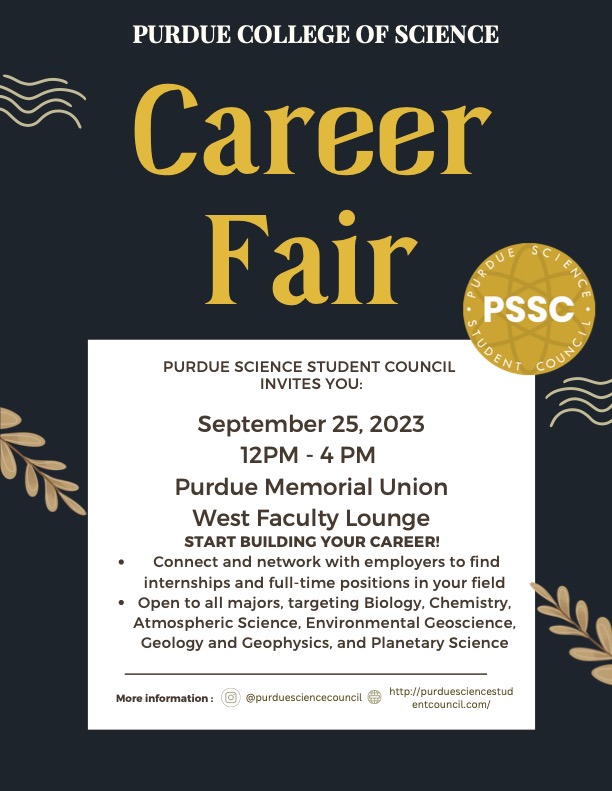 PURDUE COLLEGE OF SCIENCE
Career
Fair
PURDUE SCIENCE
PSSC
STUDENT COUNCIL
PURDUE SCIENCE STUDENT COUNCIL
INVITES YOU:
September 25, 2023
12PM - 4 PM
Purdue Memorial Union
West Faculty Lounge
START BUILDING YOUR CAREER!
• Connect and network with employers to find
internships and full-time positions in your field
• Open to all majors, targeting Biology, Chemistry,
Atmospheric Science, Environmental Geoscience,
Geology and Geophysics, and Planetary Science
More information : @purduesciencecouncil http://purduesciencestud
entcouncil.com/